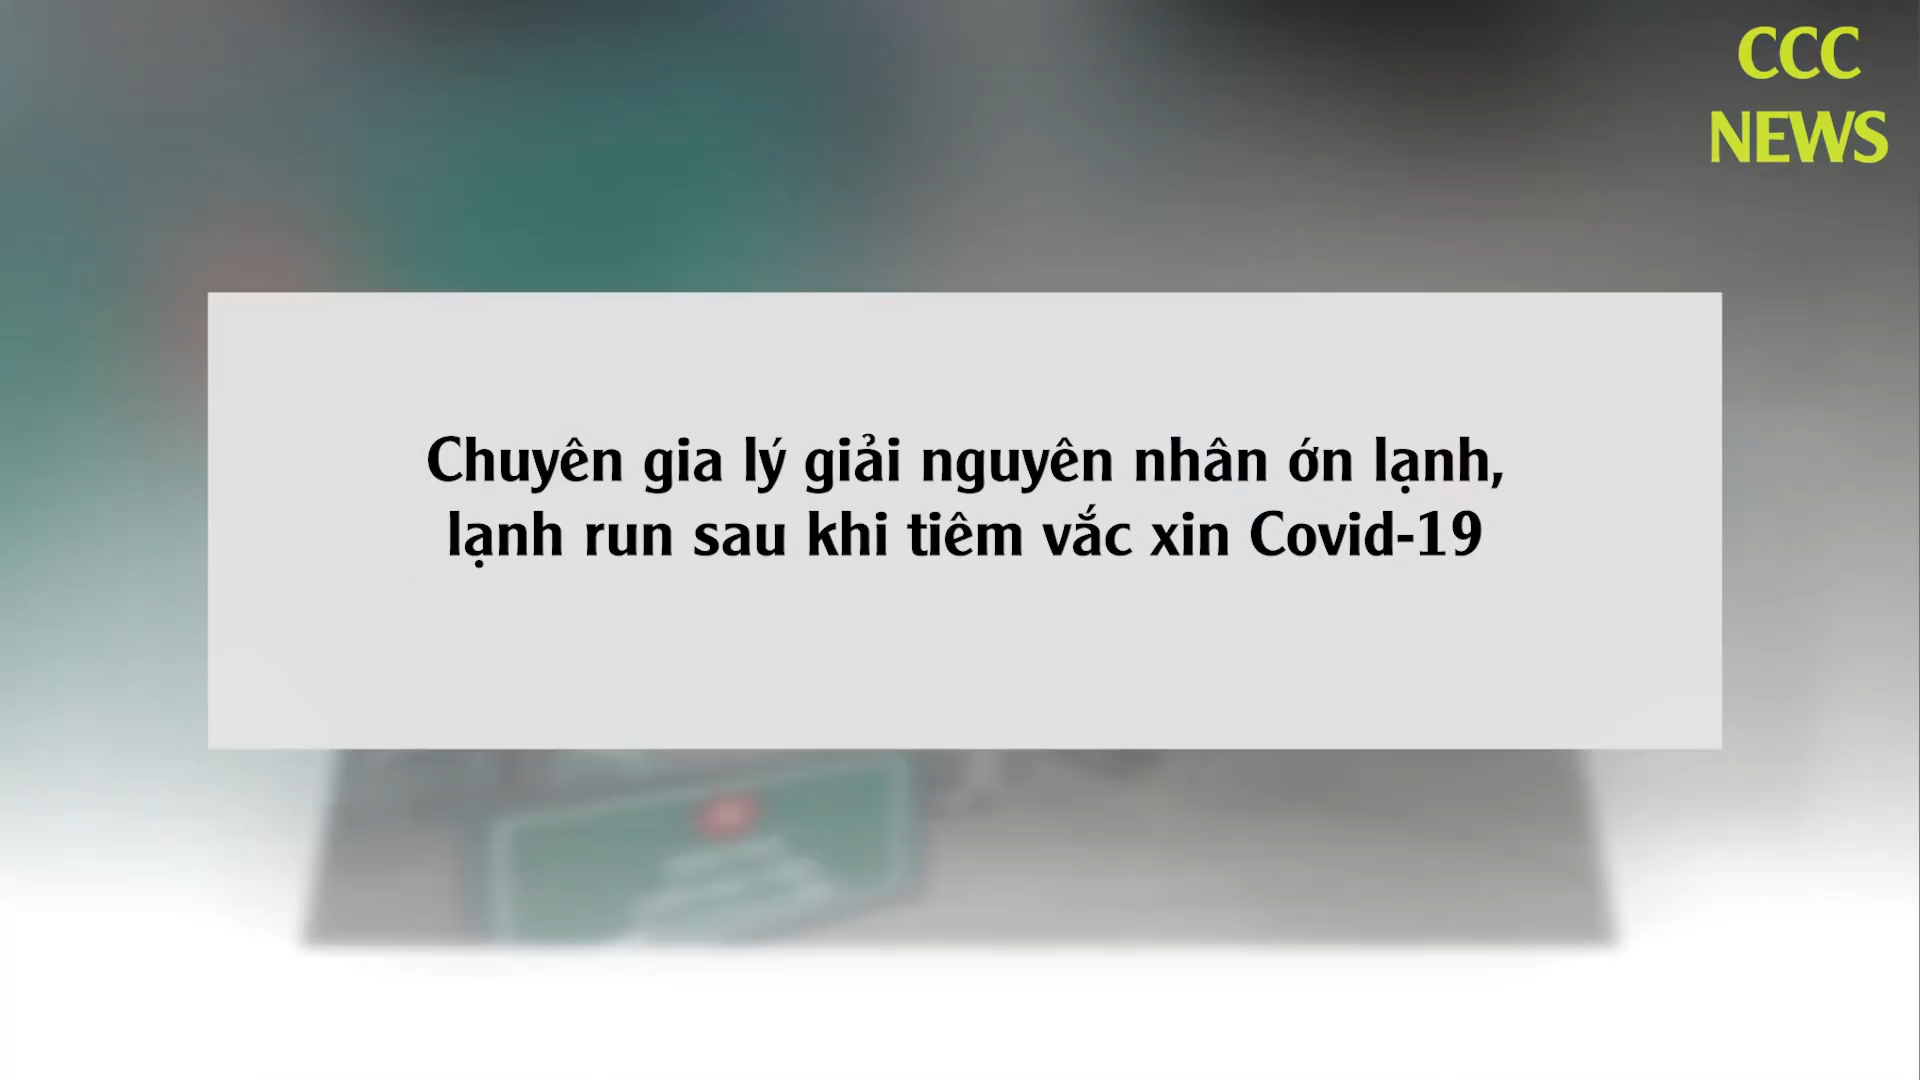 CCC
NEWS
Chuyên gia lý giải nguyên nhân ớn lạnh,
lạnh run sau khi tiêm vắc xin Covid-19